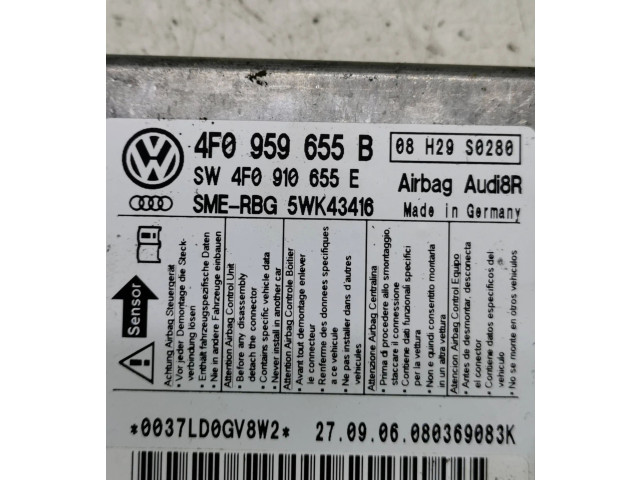 4F0 959 655 B
08 H29 S0280
SW 4F0 910 655 E
Airbag Audi8R
SME-RBG 5WK43416
Made in Germany
Sensor
Achtung Airbag Steuergerät
• Vor jeder Demontage die Steck-
verbindung lösen
• Enthält fahrzeugspezifische Daten
• Nie in andere Fahrzeuge einbauen
Attention Airbag Control Unit
• Before any disassembly
detach the connector
• Contains specific vehicle data
• Never install in another car
Attention Airbag Controle Boitier
• Avant tout demontage enlever
le connecteur
• Renferme des donnees specifiques
a ce vehicule
• Ne pas installer dans d'autres
vehicules
Attenzione Airbag Centralina
• Prima di procedere allo smontaggio,
staccare il connessore
• Contiene dati funzionali specifici
per la vettura
• Non e quindi consentito montarla
in un altra vettura
Atencion Airbag Control Equipo
• Antes de desmontar, desconecta
el conector
• Contiene datos especificos del
vehiculo
• No se monte en otros vehiculos
*0037LD0GV8W2*
27.09.06.080369083K